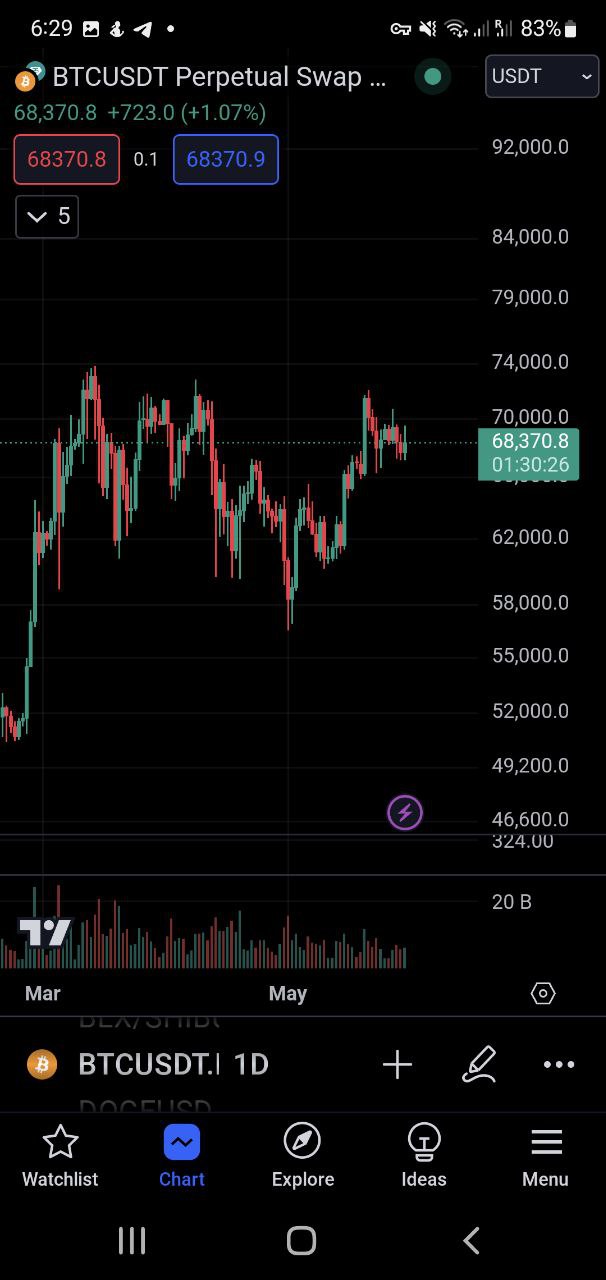 6:29
R
83%
BTCUSDT Perpetual Swap ...
USDT
68,370.8 +723.0 (+1.07%)
68370.8
0.1
68370.9
5
92,000.0
84,000.0
79,000.0
74,000.0
70,000.0
68,370.8
01:30:26
62,000.0
58,000.0
55,000.0
52,000.0
49,200.0
46,600.0
324.00
20 B
Mar
May
BTCUSDT.
1D
DOGEUSD
Watchlist
Chart
Explore
Ideas
Menu